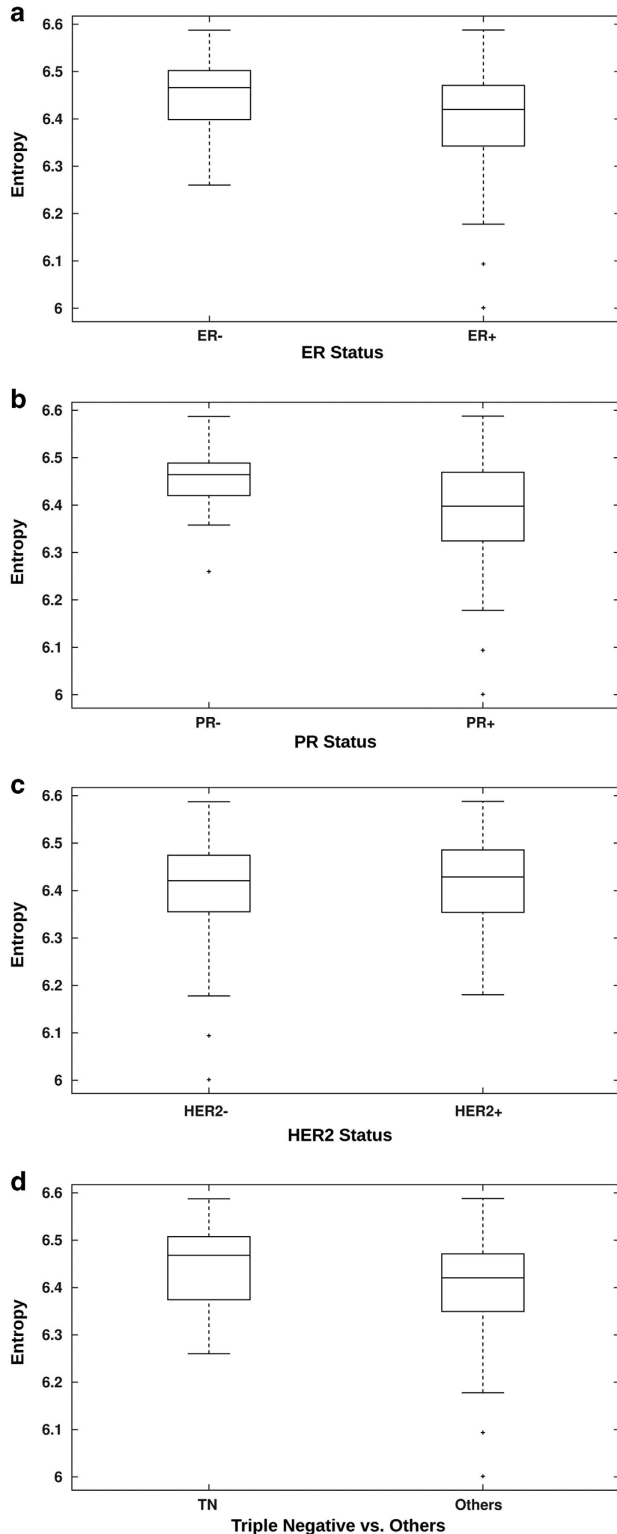 a
6.6
6.5
6.4
6.3
6.2
6.1
6
Entropy
ER- ER+
ER Status
b
6.6
6.5
6.4
6.3
6.2
6.1
6
Entropy
PR- PR+
PR Status
c
6.6
6.5
6.4
6.3
6.2
6.1
6
Entropy
HER2- HER2+
HER2 Status
d
6.6
6.5
6.4
6.3
6.2
6.1
6
Entropy
TN Others
Triple Negative vs. Others